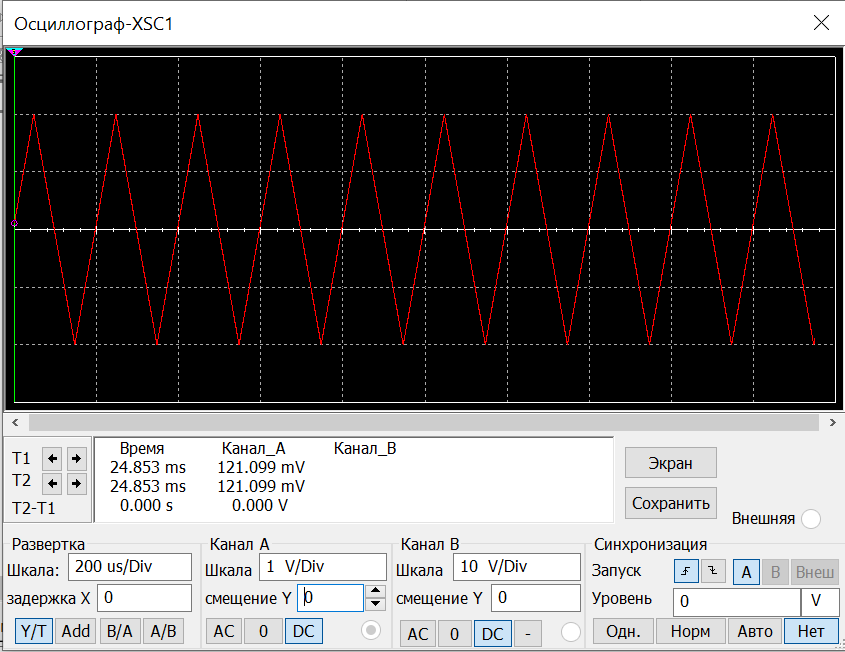 Осциллограф-XSC1
Время Канал_А Канал_В
T1 24.853 ms 121.099 mV
T2 24.853 ms 121.099 mV
T2-T1 0.000 s 0.000 V
Экран
Сохранить
Внешняя
Развертка Канал А Канал В Синхронизация
Шкала: 200 us/Div Шкала 1 V/Div Шкала 10 V/Div Запуск A B Внеш
задержка X 0 смещение Y 0 смещение Y 0 Уровень 0 V
Y/T Add B/A A/B AC 0 DC AC 0 DC - Одн. Норм Авто Нет